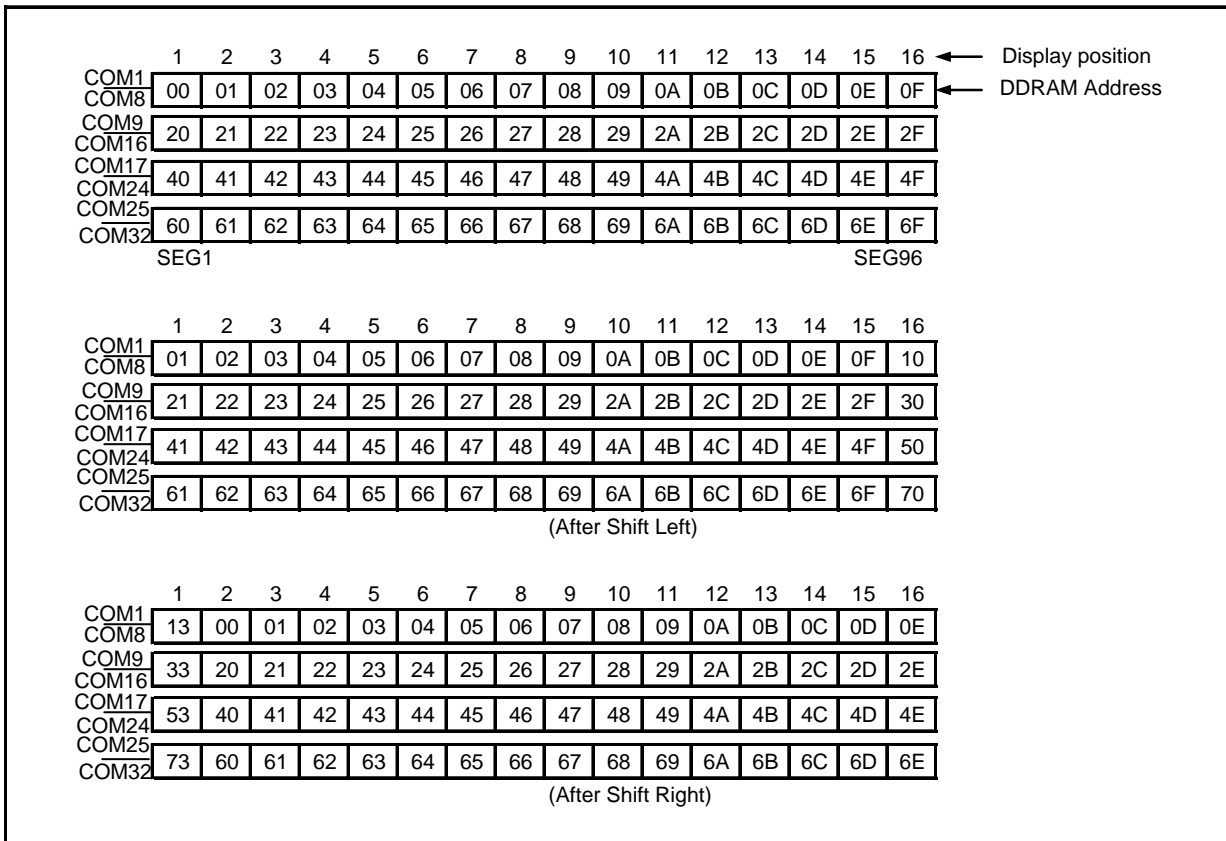 1 2 3 4 5 6 7 8 9 10 11 12 13 14 15 16 Display position
COM1
COM8 00 01 02 03 04 05 06 07 08 09 0A 0B 0C 0D 0E 0F DDRAM Address
COM9
COM16 20 21 22 23 24 25 26 27 28 29 2A 2B 2C 2D 2E 2F
COM17
COM24 40 41 42 43 44 45 46 47 48 49 4A 4B 4C 4D 4E 4F
COM25
COM32 60 61 62 63 64 65 66 67 68 69 6A 6B 6C 6D 6E 6F
SEG1 SEG96
1 2 3 4 5 6 7 8 9 10 11 12 13 14 15 16
COM1
COM8 01 02 03 04 05 06 07 08 09 0A 0B 0C 0D 0E 0F 10
COM9
COM16 21 22 23 24 25 26 27 28 29 2A 2B 2C 2D 2E 2F 30
COM17
COM24 41 42 43 44 45 46 47 48 49 4A 4B 4C 4D 4E 4F 50
COM25
COM32 61 62 63 64 65 66 67 68 69 6A 6B 6C 6D 6E 6F 70
(After Shift Left)
1 2 3 4 5 6 7 8 9 10 11 12 13 14 15 16
COM1
COM8 13 00 01 02 03 04 05 06 07 08 09 0A 0B 0C 0D 0E
COM9
COM16 33 20 21 22 23 24 25 26 27 28 29 2A 2B 2C 2D 2E
COM17
COM24 53 40 41 42 43 44 45 46 47 48 49 4A 4B 4C 4D 4E
COM25
COM32 73 60 61 62 63 64 65 66 67 68 69 6A 6B 6C 6D 6E
(After Shift Right)